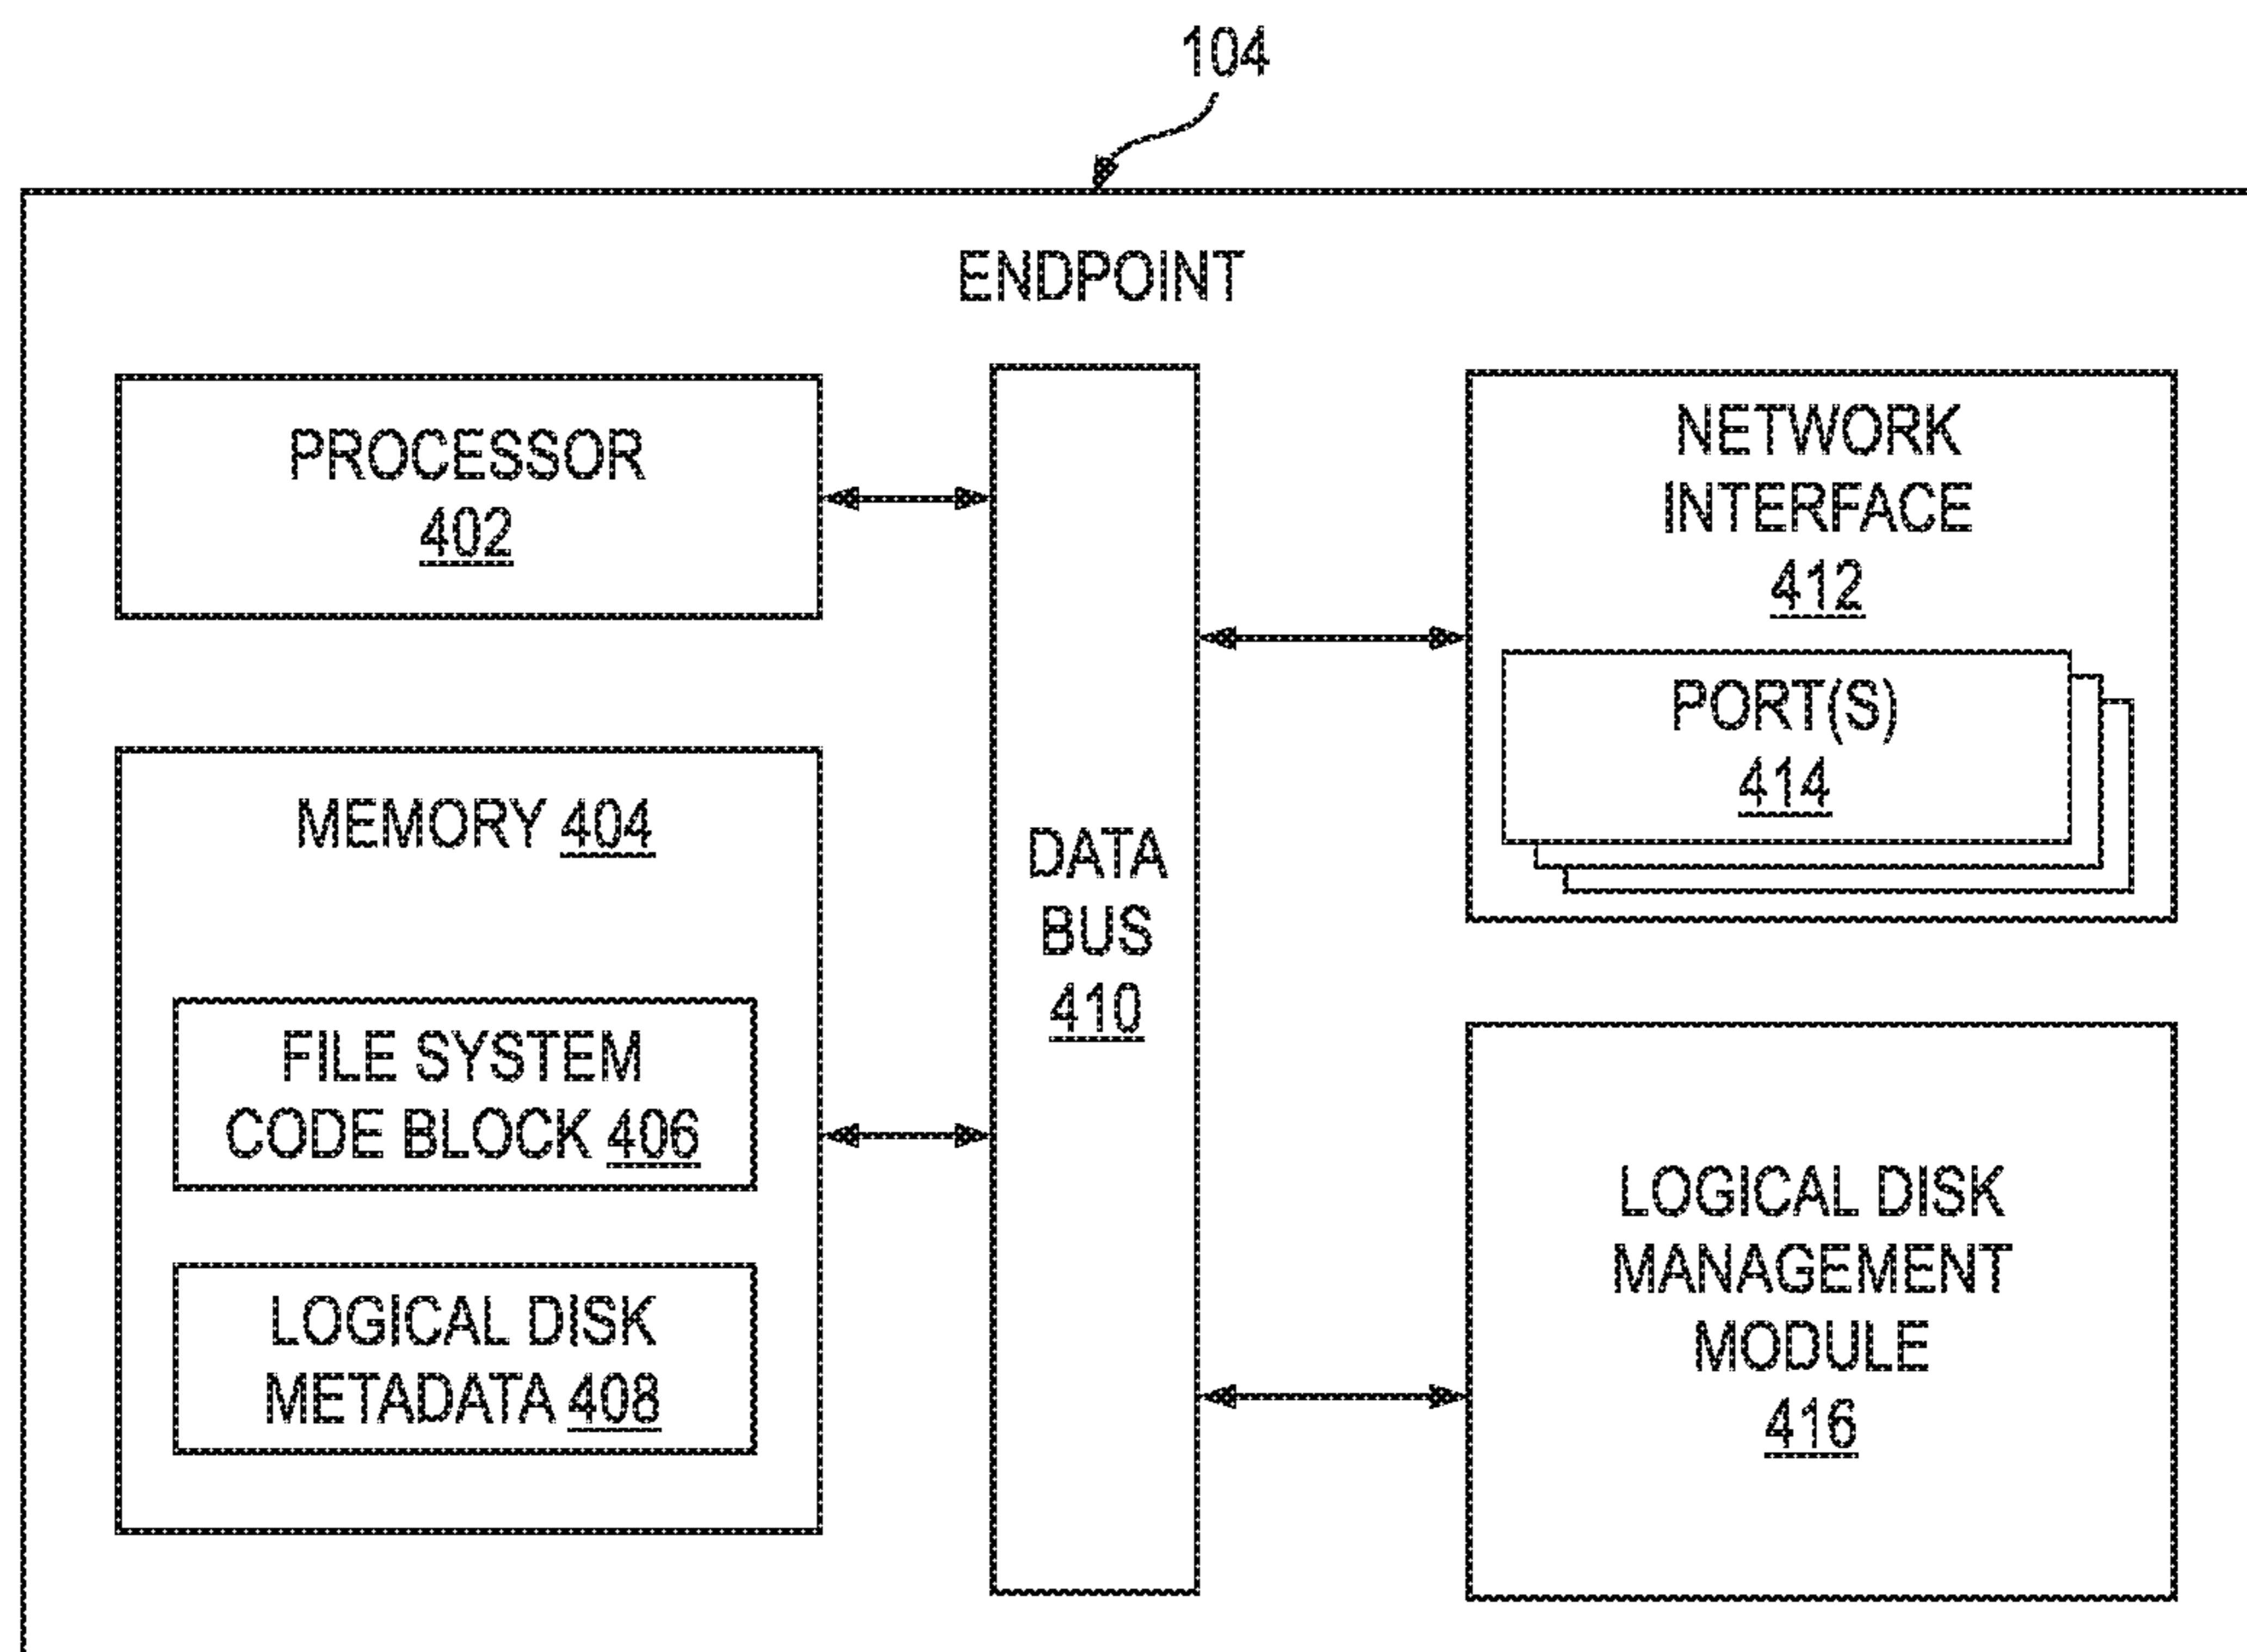 104
ENDPOINT
PROCESSOR
402
MEMORY 404
FILE SYSTEM
CODE BLOCK 406
LOGICAL DISK
METADATA 408
DATA
BUS
410
NETWORK
INTERFACE
412
PORT(S)
414
LOGICAL DISK
MANAGEMENT
MODULE
416